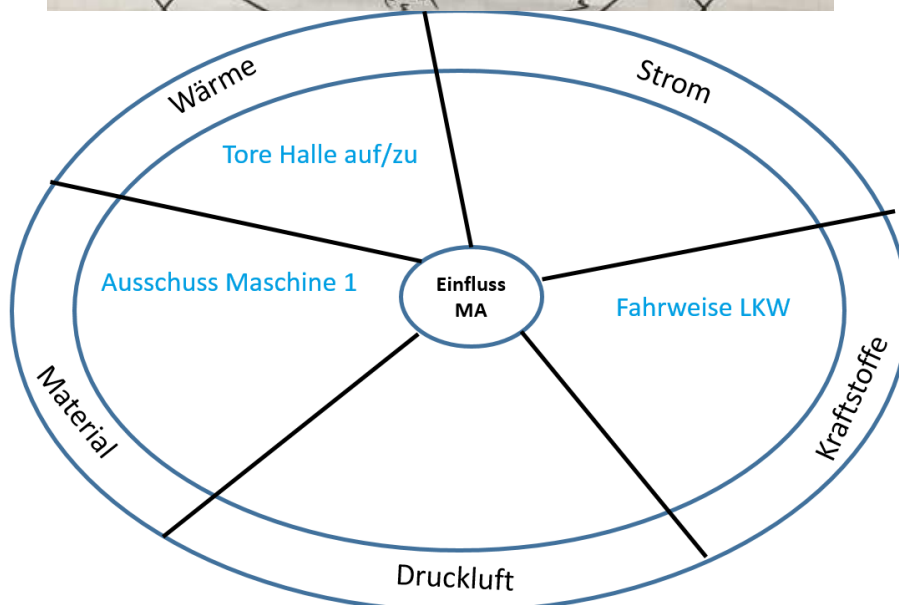 Wärme
Strom
Tore Halle auf/zu
Ausschuss Maschine 1
Einfluss
MA
Fahrweise LKW
Material
Kraftstoffe
Druckluft